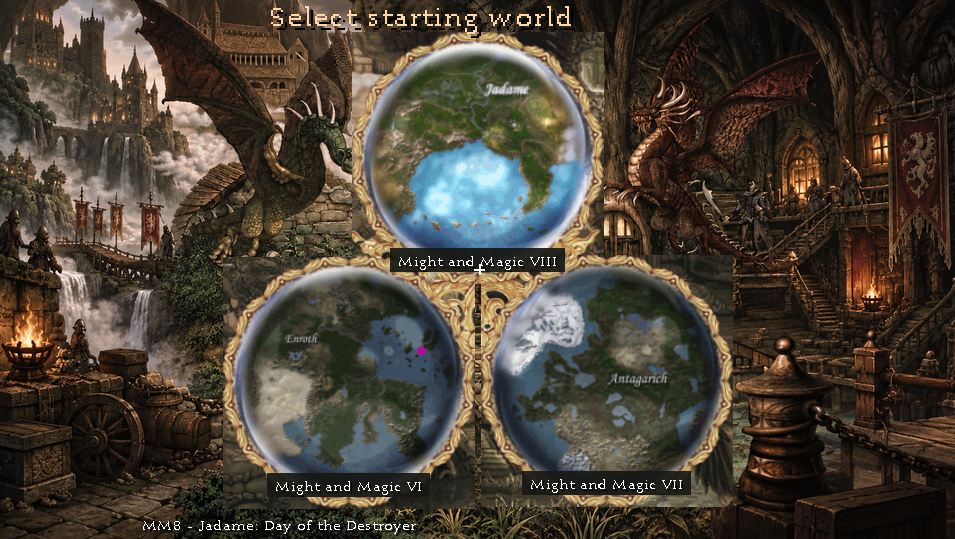 Select starting world
Jadame
Might and Magic VIII
Enroth
Antagarich
Might and Magic VI
Might and Magic VII
MM8 - Jadame: Day of the Destroyer